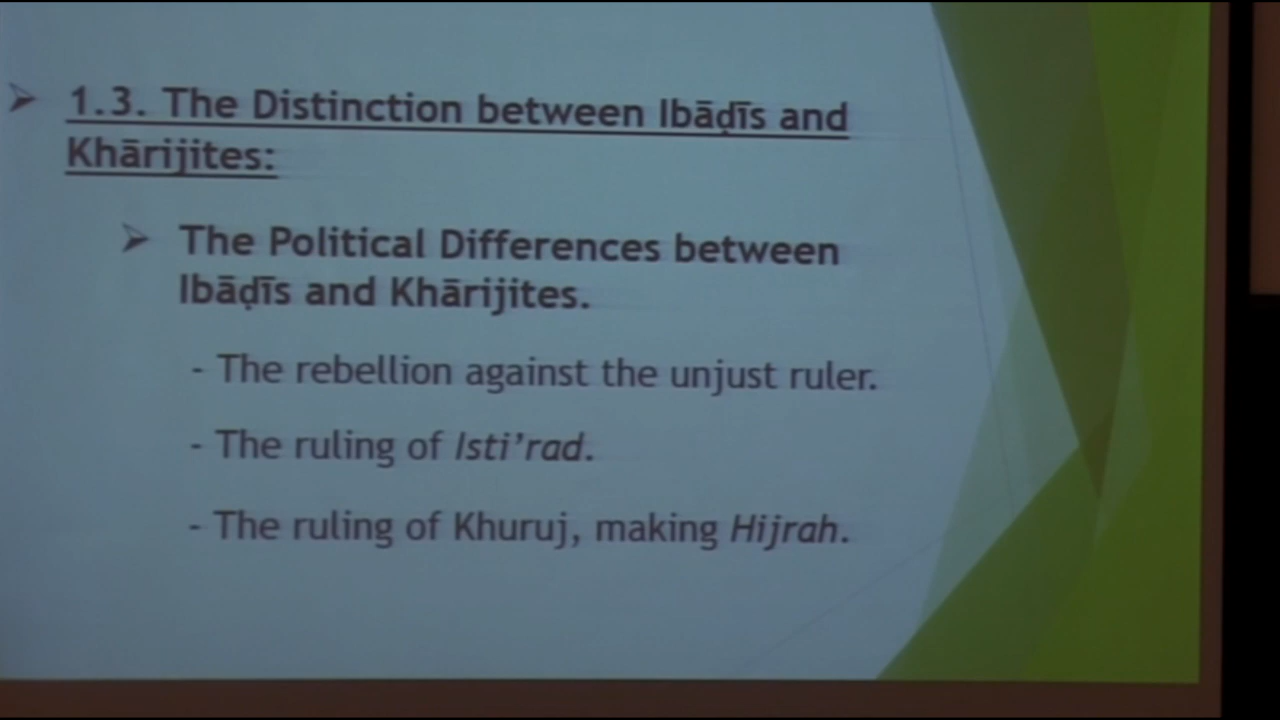 1.3. The Distinction between Ibāḍīs and
Khārijites:
The Political Differences between
Ibāḍīs and Khārijites.
- The rebellion against the unjust ruler.
- The ruling of Isti’rad.
- The ruling of Khuruj, making Hijrah.